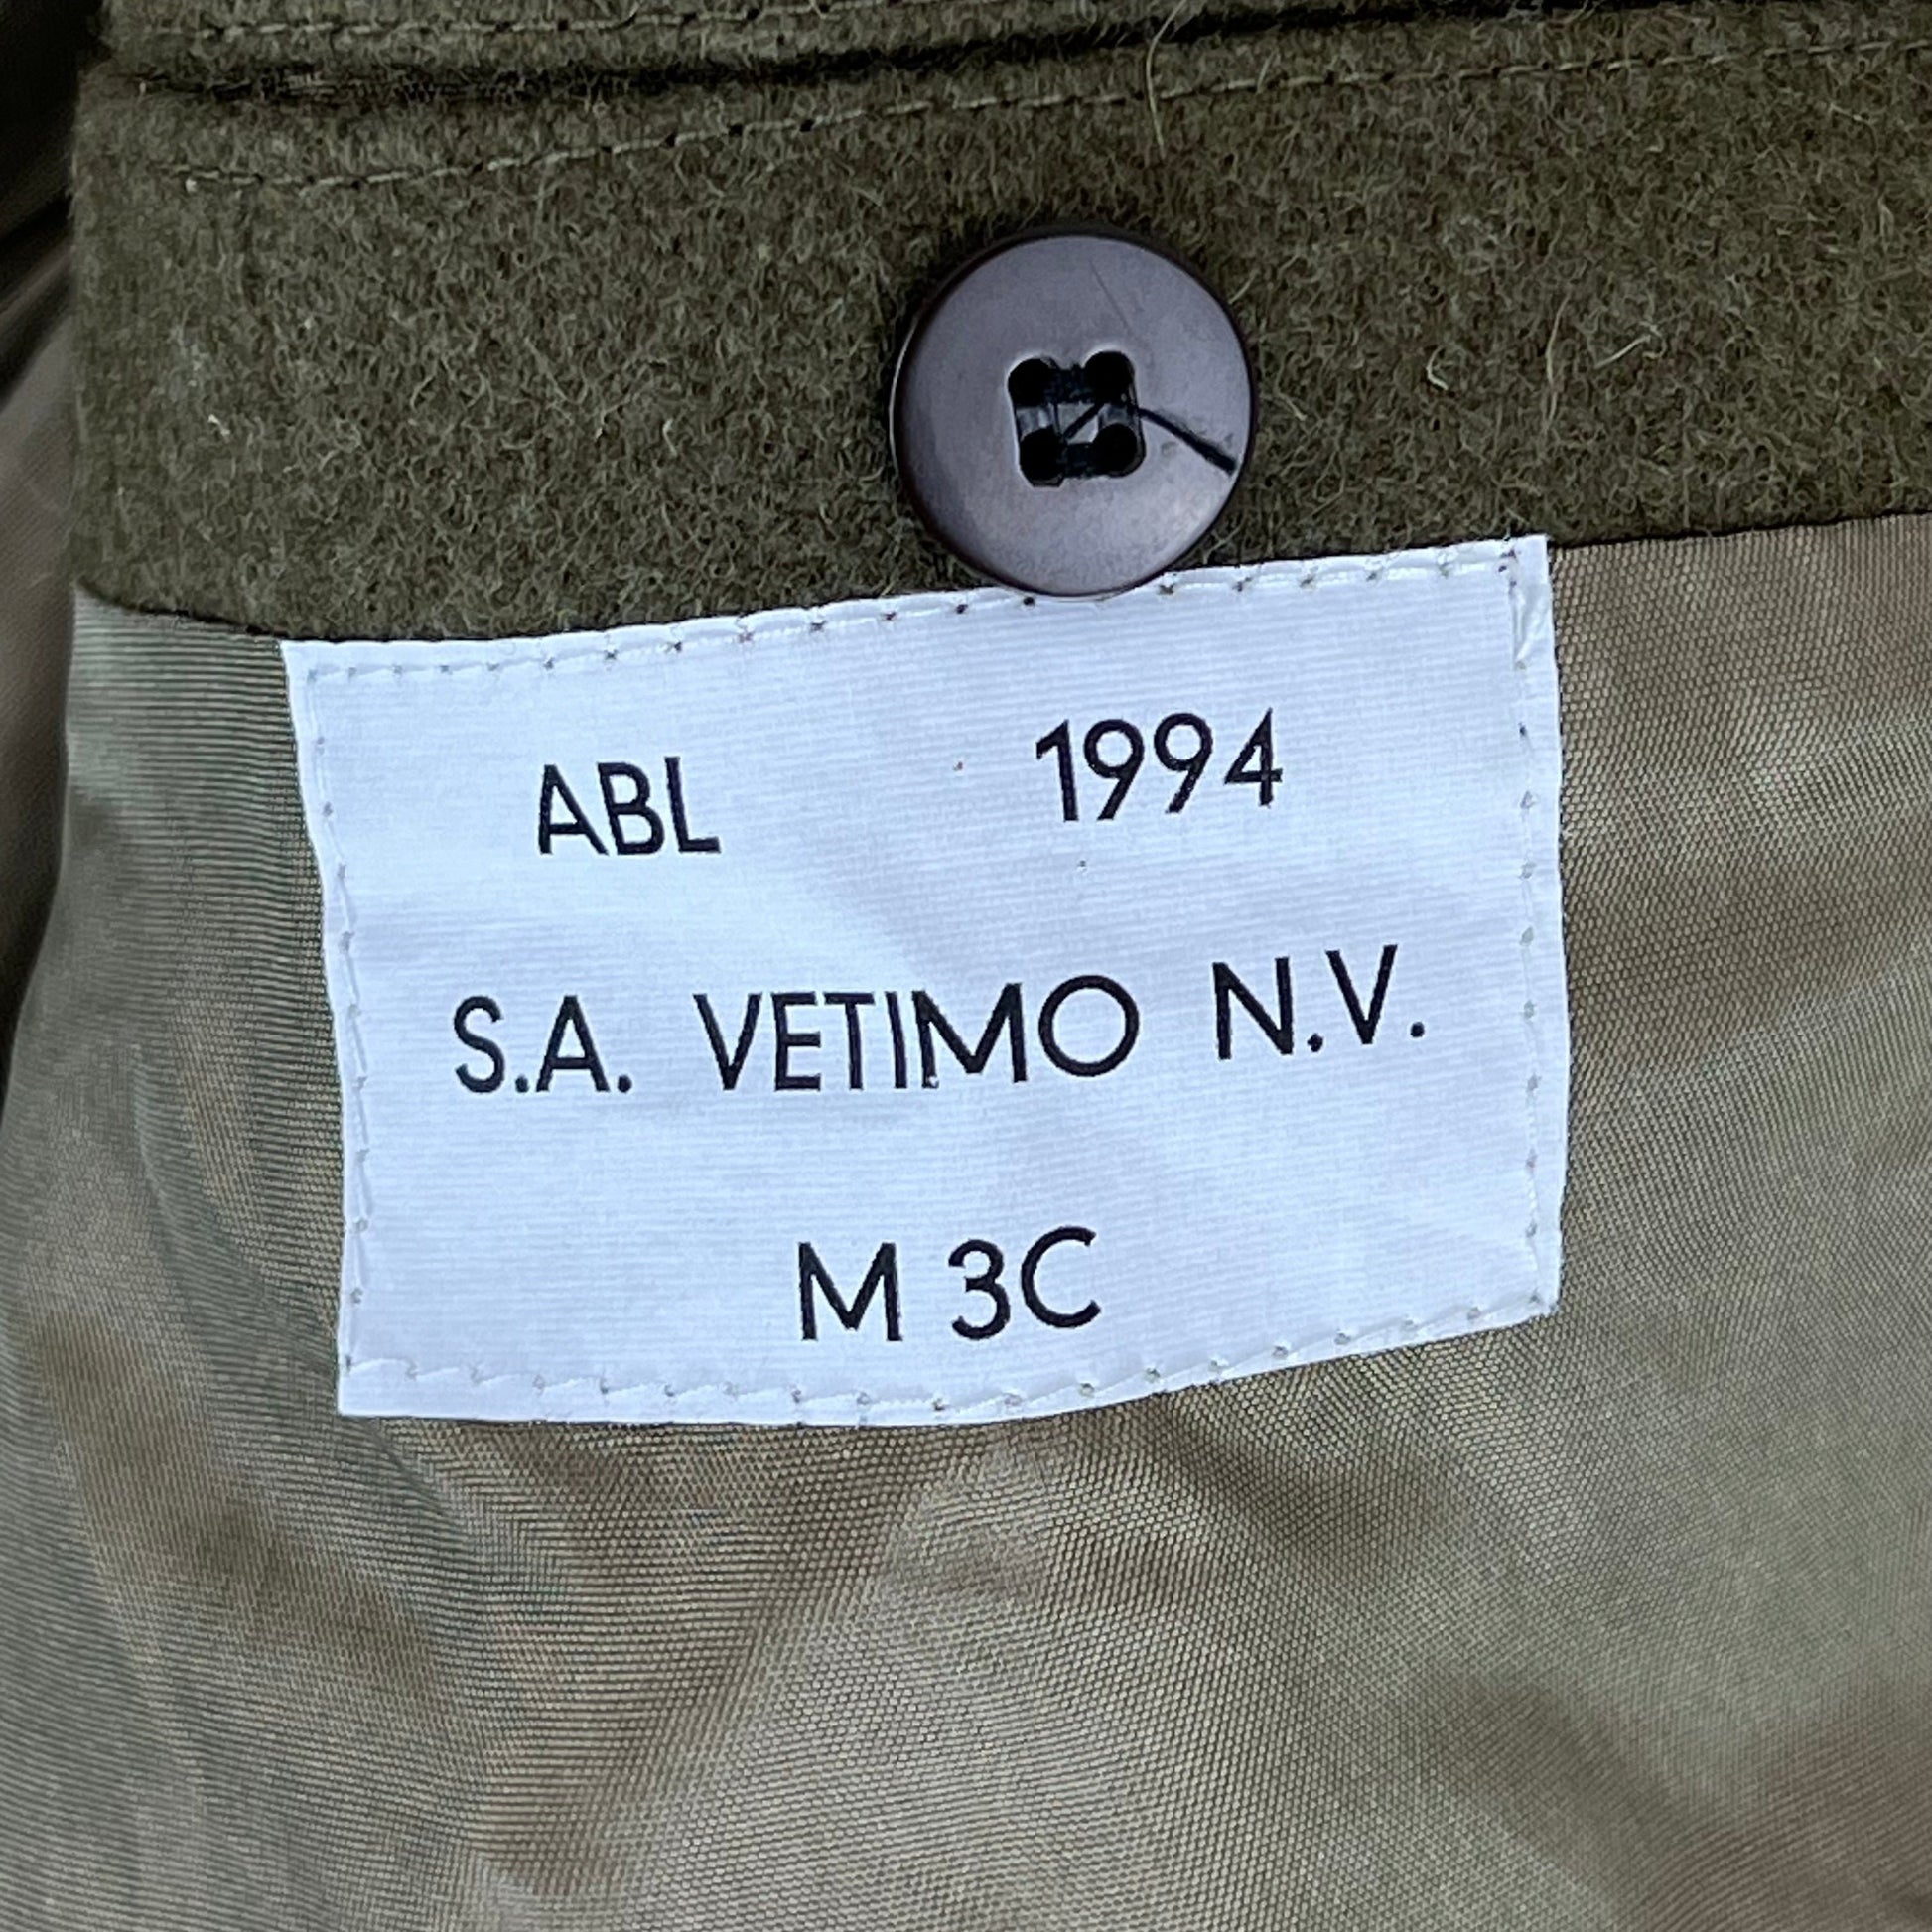 ABL 1994
S.A. VETIMO N.V.
M 3C